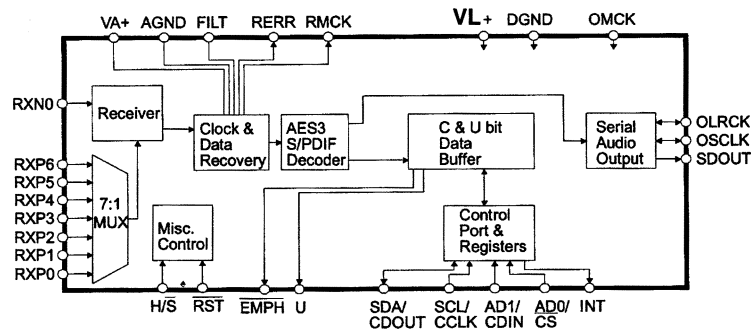 VA+ AGND FILT RERR RMCK VL+ DGND OMCK
RXN0
Receiver
Clock &
Data
Recovery
AES3
S/PDIF
Decoder
C & U bit
Data
Buffer
Serial
Audio
Output
OLRCK
OSCLK
SDOUT
RXP6
RXP5
RXP4
RXP3
RXP2
RXP1
RXP0
7:1
MUX
Misc.
Control
Control
Port &
Registers
H/S RST EMPH U SDA/ SCL/ AD1/ AD0/ INT
CDOUT CCLK CDIN CS